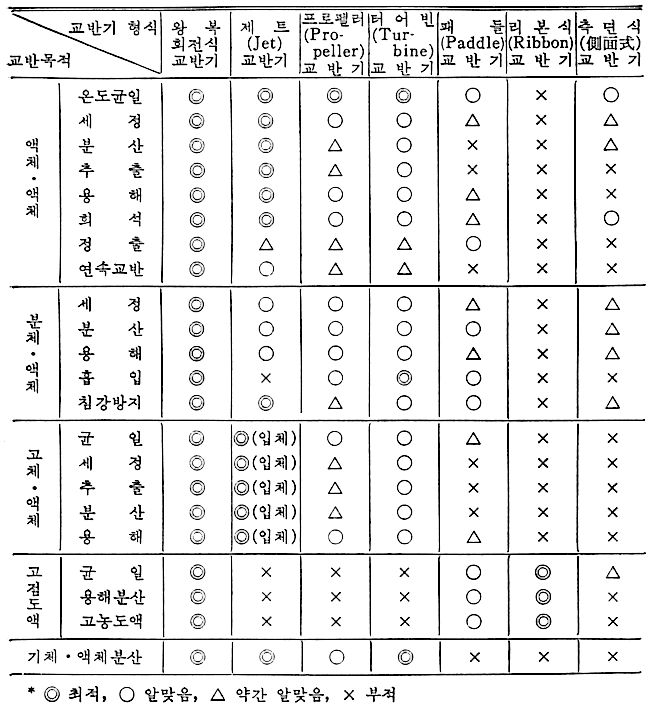 교반기 형식 왕복 회전식 교반기 제트 (Jet) 교반기 프로펠러 (Propeller) 교반기 터어빈 (Turbine) 교반기 패들 (Paddle) 교반기 리본식 (Ribbon) 교반기 측면식 (側面式) 교반기
교반목적
액체·액체
온도균일 ◎ ◎ ◎ ◎ ○ × ○
세정 ◎ ◎ ○ ○ △ × △
분산 ◎ ◎ △ ○ × × △
추출 ◎ ◎ △ ○ × × ×
용해 ◎ ◎ ○ ○ △ × ×
희석 ◎ ◎ ○ ○ △ × ○
정출 ◎ △ △ △ ○ × ×
연속교반 ◎ ○ △ △ × × ×
분체·액체
세정 ◎ ○ ○ ○ △ × △
분산 ◎ ○ ○ ○ ○ × △
용해 ◎ ○ ○ ○ △ × △
흡입 ◎ × ○ ◎ ○ × ×
침강방지 ◎ ◎ △ ○ ○ × △
고체·액체
균일 ◎ ◎(입체) ○ ○ △ × ×
세정 ◎ ◎(입체) △ ○ × × ×
추출 ◎ ◎(입체) △ ○ × × ×
분산 ◎ ◎(입체) △ ○ × × ×
용해 ◎ ◎(입체) ○ ○ △ × ×
고점도액
균일 ◎ × × × ○ ◎ △
용해분산 ◎ × × × ○ ◎ ×
고농도액 ◎ × × × ○ ◎ ×
기체·액체분산 ◎ ◎ ○ ◎ × × ×
* ◎ 최적, ○ 알맞음, △ 약간 알맞음, × 부적